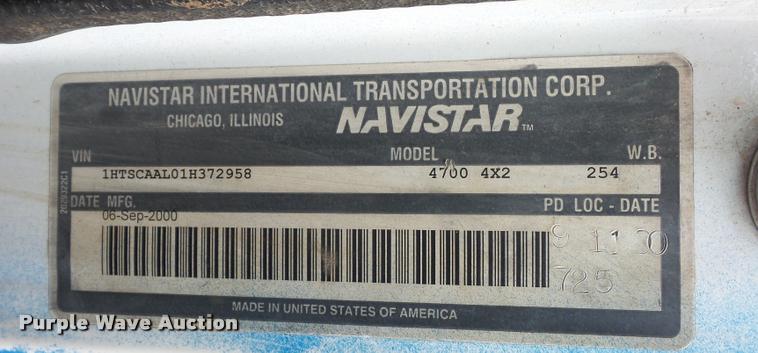 NAVISTAR INTERNATIONAL TRANSPORTATION CORP.
CHICAGO, ILLINOIS NAVISTAR™
VIN MODEL W.B.
1HTSCAAL01H372958 4700 4X2 254
DATE MFG. PD LOC - DATE
06-Sep-2000
9 11 00
725
MADE IN UNITED STATES OF AMERICA
Purple Wave Auction